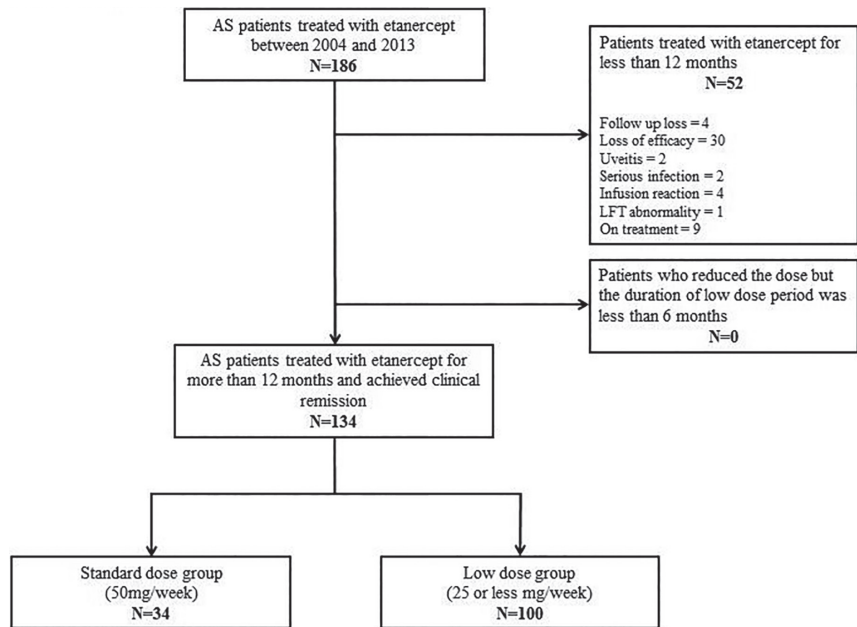 AS patients treated with etanercept
between 2004 and 2013
N=186
Patients treated with etanercept for
less than 12 months
N=52
Follow up loss = 4
Loss of efficacy = 30
Uveitis = 2
Serious infection = 2
Infusion reaction = 4
LFT abnormality = 1
On treatment = 9
Patients who reduced the dose but
the duration of low dose period was
less than 6 months
N=0
AS patients treated with etanercept for
more than 12 months and achieved clinical
remission
N=134
Standard dose group
(50mg/week)
N=34
Low dose group
(25 or less mg/week)
N=100